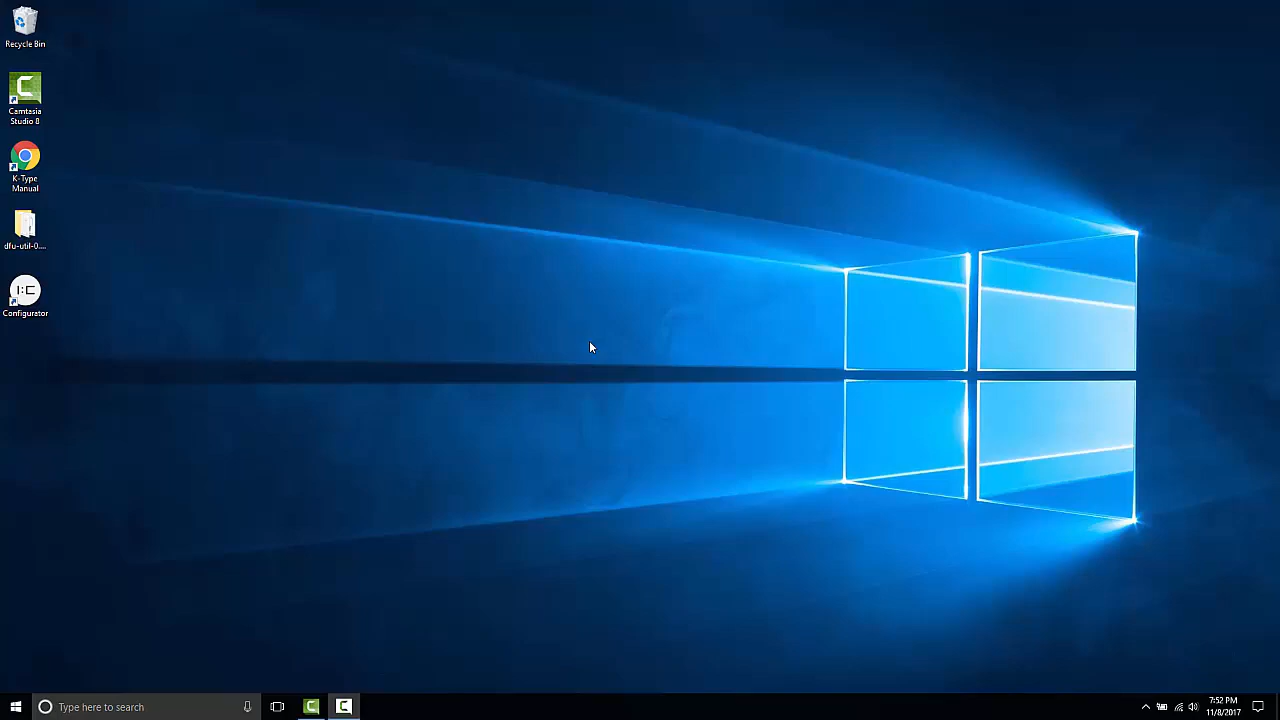 Recycle Bin
Camtasia
Studio 8
K-Type
Manual
dfu-util-0....
I:C
Configurator
Type here to search
7:52 PM
11/8/2017